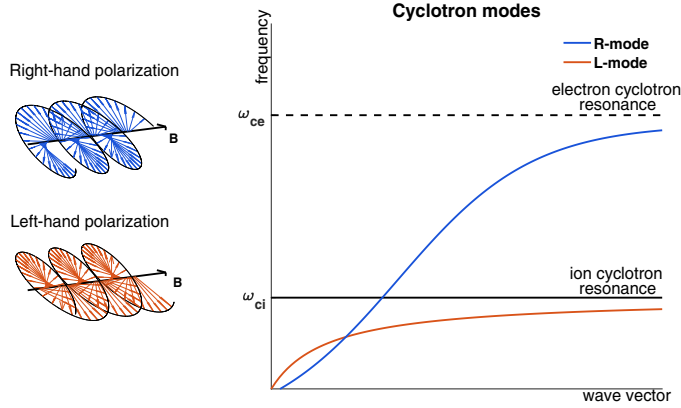 Cyclotron modes
frequency
R-mode
L-mode
Right-hand polarization
B
electron cyclotron
resonance
ω_ce
Left-hand polarization
B
ion cyclotron
resonance
ω_ci
wave vector